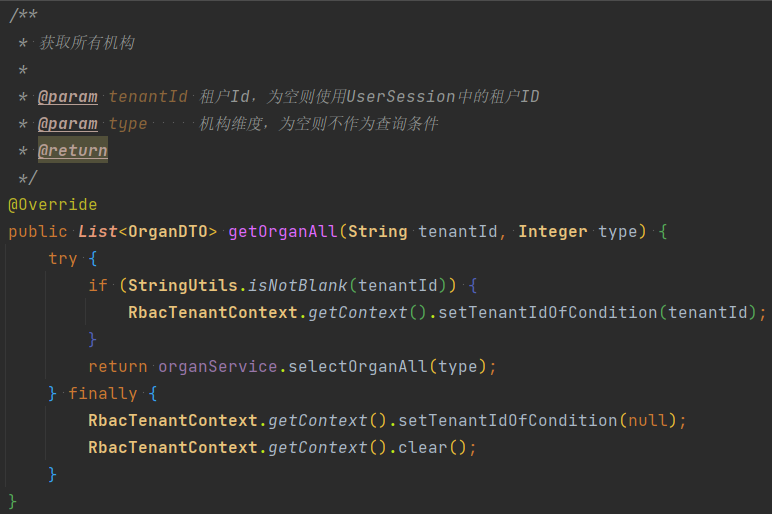 /**
 * 获取所有机构
 *
 * @param tenantId 租户Id，为空则使用UserSession中的租户ID
 * @param type     机构维度，为空则不作为查询条件
 * @return
 */
@Override
public List<OrganDTO> getOrganAll(String tenantId, Integer type) {
    try {
        if (StringUtils.isNotBlank(tenantId)) {
            RbacTenantContext.getContext().setTenantIdOfCondition(tenantId);
        }
        return organService.selectOrganAll(type);
    } finally {
        RbacTenantContext.getContext().setTenantIdOfCondition(null);
        RbacTenantContext.getContext().clear();
    }
}